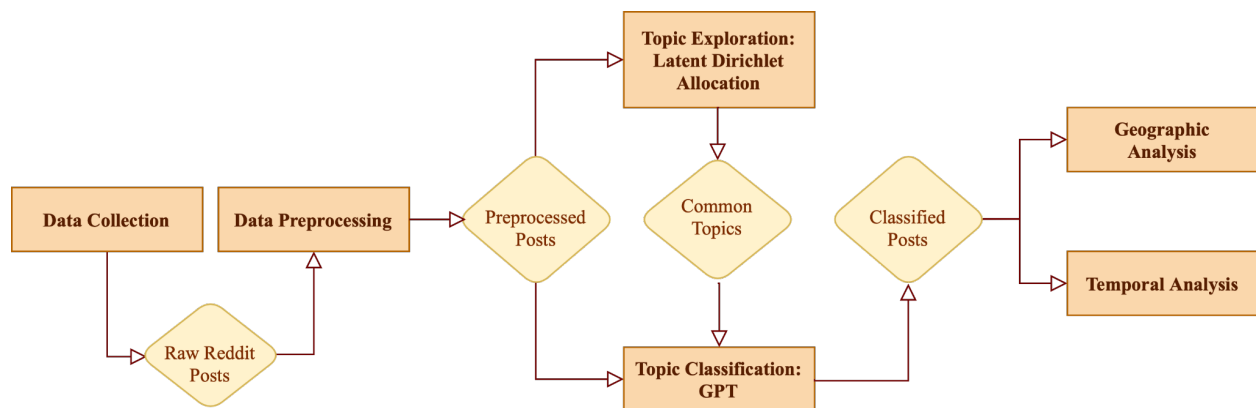 Data Collection
Raw Reddit
Posts
Data Preprocessing
Preprocessed
Posts
Topic Exploration:
Latent Dirichlet
Allocation
Common
Topics
Topic Classification:
GPT
Classified
Posts
Geographic
Analysis
Temporal Analysis